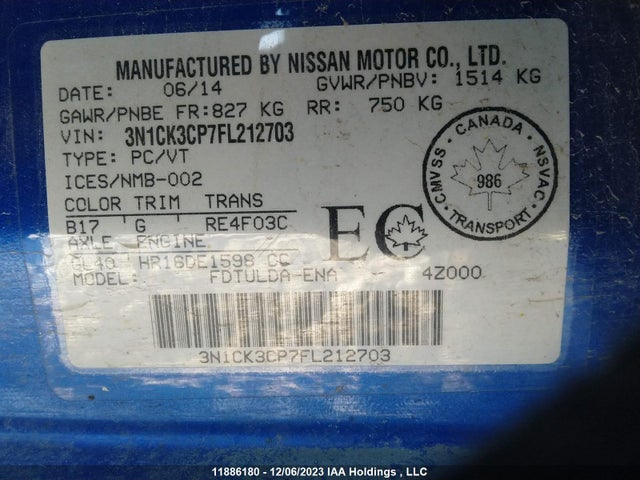 MANUFACTURED BY NISSAN MOTOR CO., LTD.
DATE: 06/14 GVWR/PNBV: 1514 KG
GAWR/PNBE FR:827 KG RR: 750 KG
VIN: 3N1CK3CP7FL212703
TYPE: PC/VT
ICES/NMB-002
COLOR TRIM TRANS
B17 G RE4F03C
AXLE ENGINE
GL40 HR16DE1598 CC
MODEL: FDTULDA-ENA 4Z000
EC
CMVSS · CANADA · NSVAC
986
TRANSPORT
3N1CK3CP7FL212703
11886180 - 12/06/2023 IAA Holdings , LLC